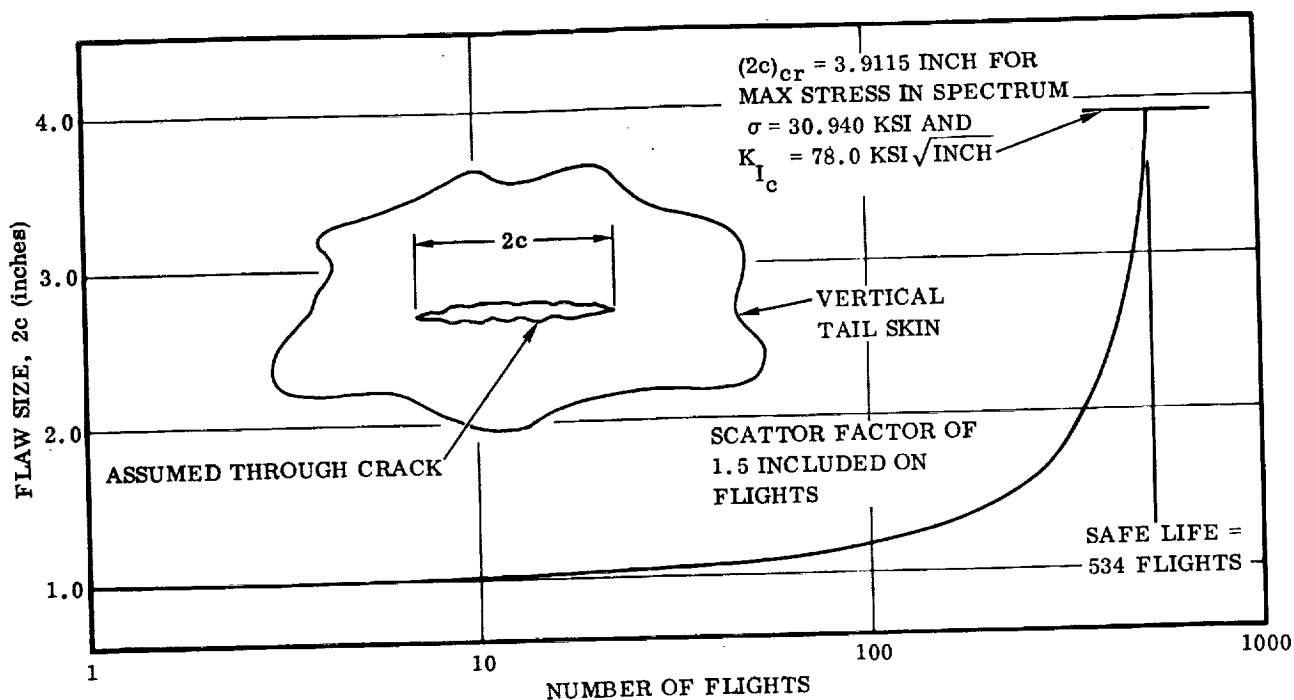 (2c)cr = 3.9115 INCH FOR
MAX STRESS IN SPECTRUM
σ = 30.940 KSI AND
KIc = 78.0 KSI √INCH
4.0
3.0
2.0
1.0
FLAW SIZE, 2c (inches)
2c
VERTICAL
TAIL SKIN
ASSUMED THROUGH CRACK
SCATTOR FACTOR OF
1.5 INCLUDED ON
FLIGHTS
SAFE LIFE =
534 FLIGHTS
1
10
100
1000
NUMBER OF FLIGHTS